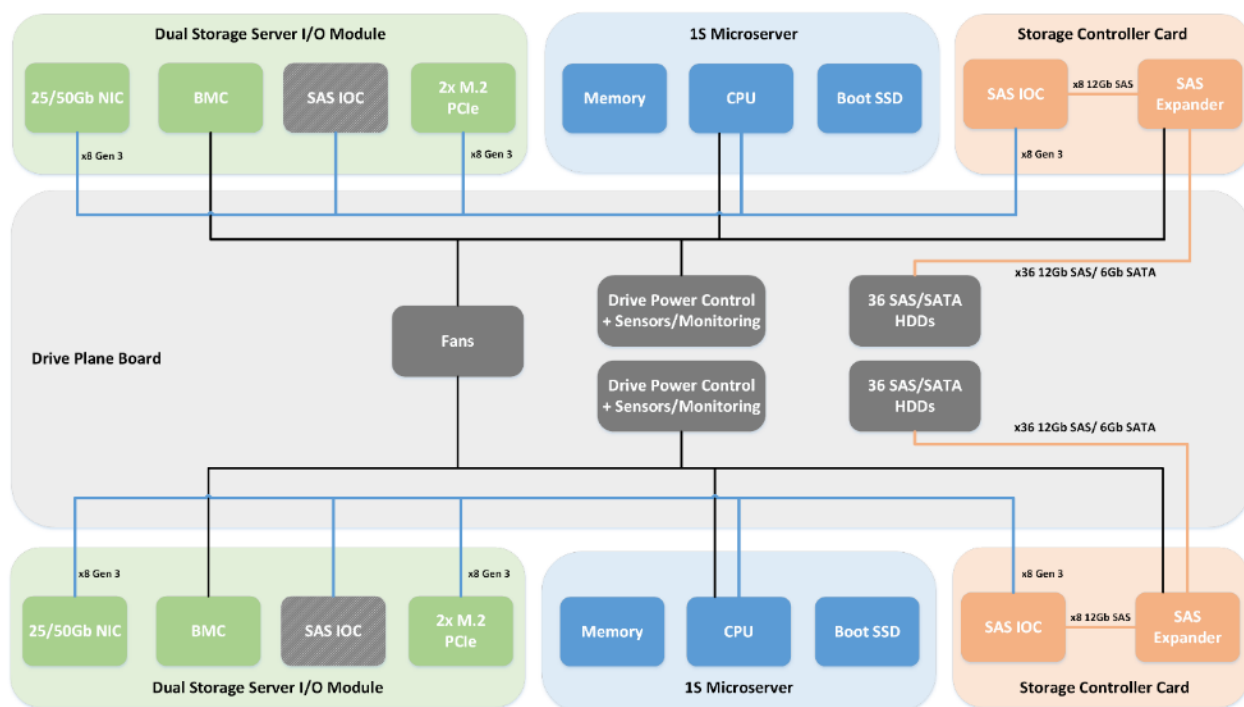 Dual Storage Server I/O Module
1S Microserver
Storage Controller Card
25/50Gb NIC
BMC
SAS IOC
2x M.2
PCIe
Memory
CPU
Boot SSD
SAS IOC
x8 12Gb SAS
SAS
Expander
x8 Gen 3
x8 Gen 3
x8 Gen 3
x36 12Gb SAS/ 6Gb SATA
Drive Power Control
+ Sensors/Monitoring
36 SAS/SATA
HDDs
Fans
Drive Plane Board
Drive Power Control
+ Sensors/Monitoring
36 SAS/SATA
HDDs
x36 12Gb SAS/ 6Gb SATA
x8 Gen 3
x8 Gen 3
x8 Gen 3
25/50Gb NIC
BMC
SAS IOC
2x M.2
PCIe
Memory
CPU
Boot SSD
SAS IOC
x8 12Gb SAS
SAS
Expander
Dual Storage Server I/O Module
1S Microserver
Storage Controller Card